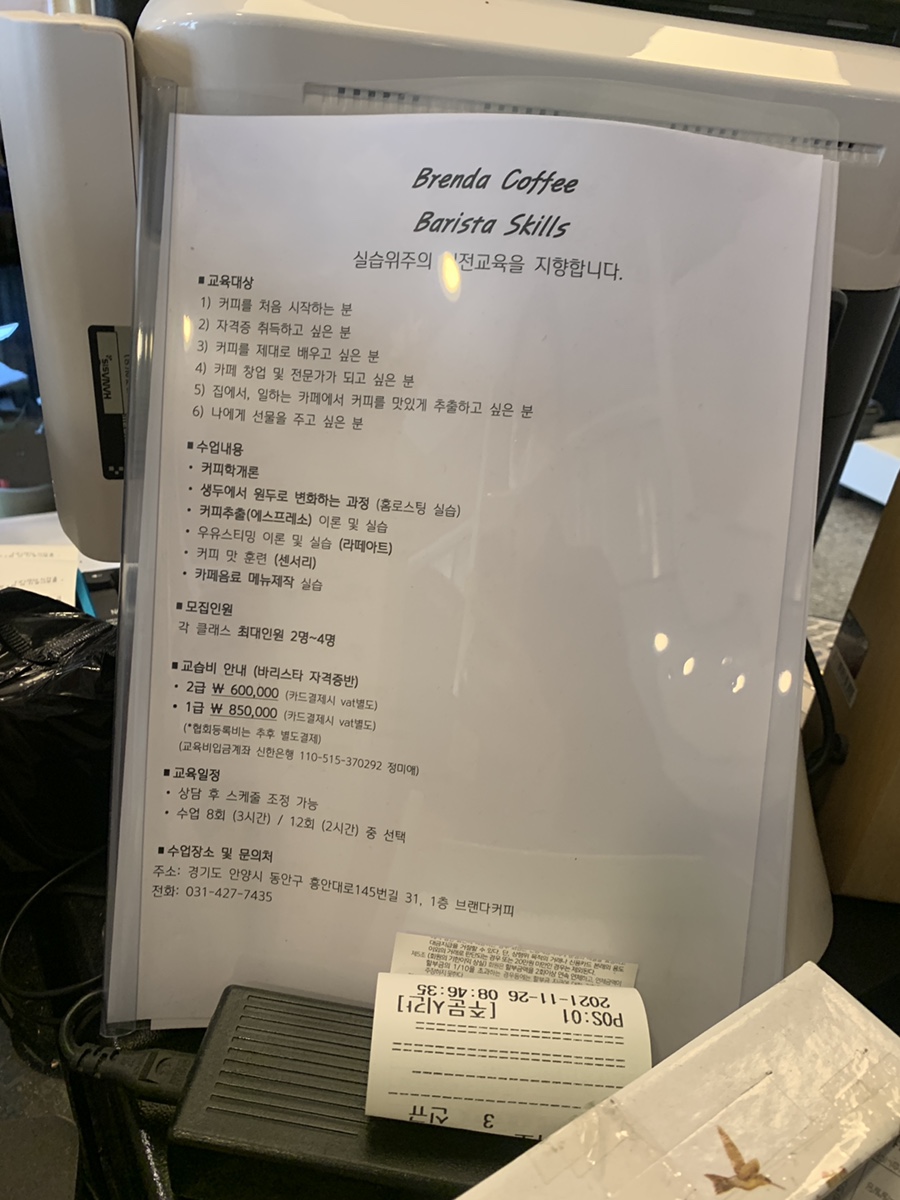 Brenda Coffee
Barista Skills
실습위주의 전교육을 지향합니다.
■ 교육대상
1) 커피를 처음 시작하는 분
2) 자격증 취득하고 싶은 분
3) 커피를 제대로 배우고 싶은 분
4) 카페 창업 및 전문가가 되고 싶은 분
5) 집에서, 일하는 카페에서 커피를 맛있게 추출하고 싶은 분
6) 나에게 선물을 주고 싶은 분
■ 수업내용
• 커피학개론
• 생두에서 원두로 변화하는 과정 (홈로스팅 실습)
• 커피추출(에스프레소) 이론 및 실습
• 우유스티밍 이론 및 실습 (라떼아트)
• 커피 맛 훈련 (센서리)
• 카페음료 메뉴제작 실습
■ 모집인원
각 클래스 최대인원 2명~4명
■ 교습비 안내 (바리스타 자격증반)
• 2급 ₩ 600,000 (카드결제시 vat별도)
• 1급 ₩ 850,000 (카드결제시 vat별도)
(*협회등록비는 추후 별도결제)
(교육비입금계좌 신한은행 110-515-370292 정미애)
■ 교육일정
• 상담 후 스케줄 조정 가능
• 수업 8회 (3시간) / 12회 (2시간) 중 선택
■ 수업장소 및 문의처
주소: 경기도 안양시 동안구 흥안대로145번길 31, 1층 브랜다커피
전화: 031-427-7435
HANASIS
POS:01
[주문시간] 2021-11-26 08:46:35
3 신규